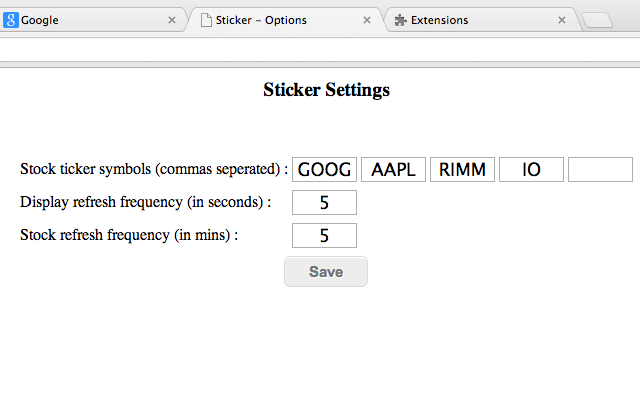 Google Sticker – Options Extensions
Sticker Settings
Stock ticker symbols (commas seperated) : GOOG AAPL RIMM IO
Display refresh frequency (in seconds) : 5
Stock refresh frequency (in mins) : 5
Save